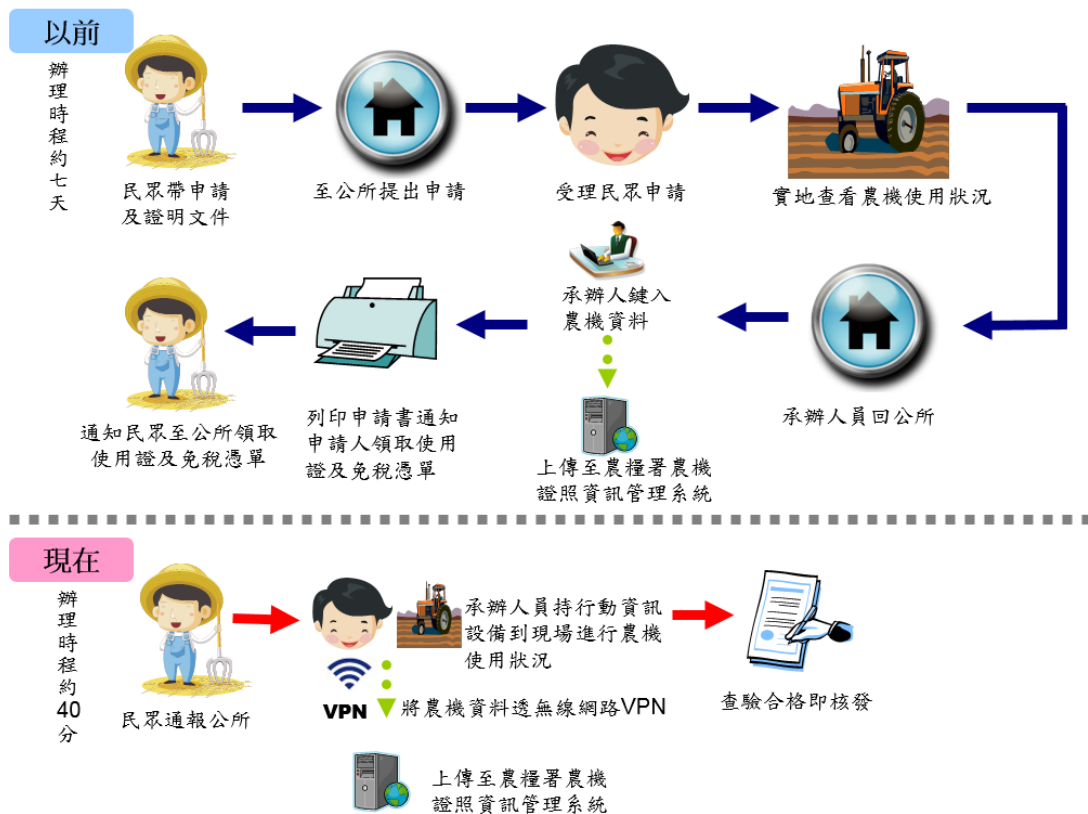 以前
辦理時程約七天
民眾帶申請
及證明文件
至公所提出申請
受理民眾申請
實地查看農機使用狀況
承辦人員回公所
承辦人鍵入
農機資料
上傳至農糧署農機
證照資訊管理系統
列印申請書通知
申請人領取使用
證及免稅憑單
通知民眾至公所領取
使用證及免稅憑單
現在
辦理時程約40分
民眾通報公所
承辦人員持行動資訊
設備到現場進行農機
使用狀況
VPN
將農機資料透無線網路VPN
上傳至農糧署農機
證照資訊管理系統
查驗合格即核發